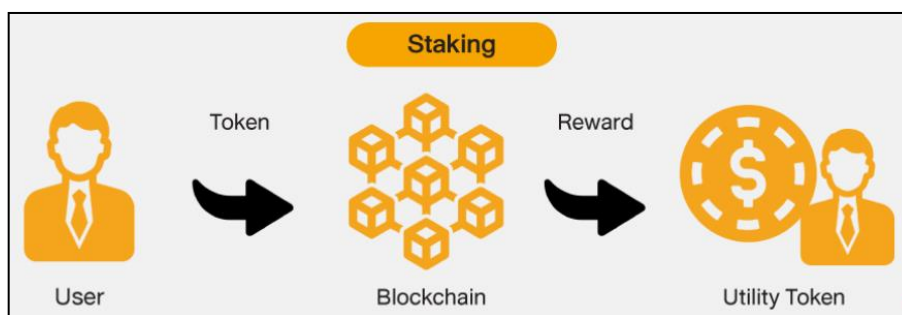 Staking
Token
Reward
$
User
Blockchain
Utility Token